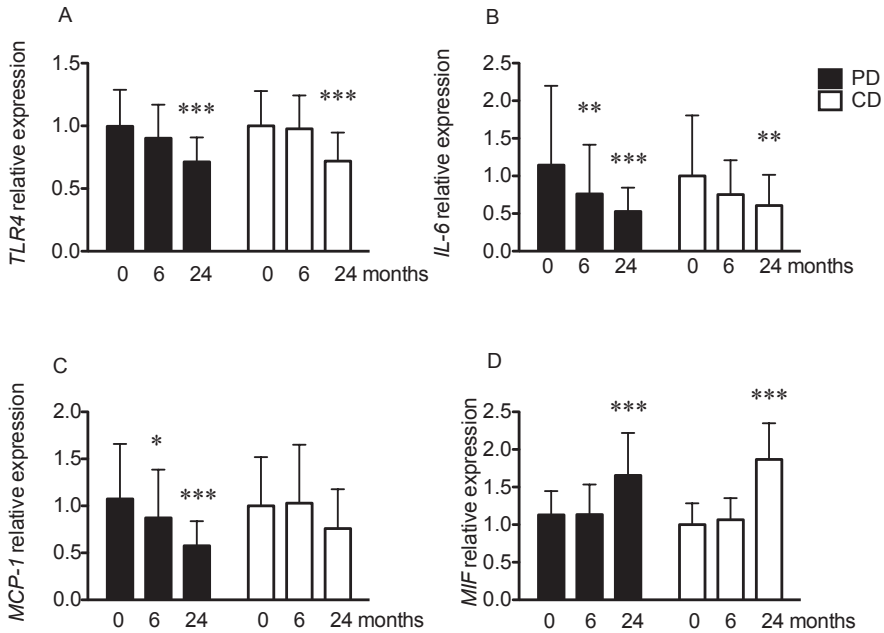 A
TLR4 relative expression
1.5
1.0
0.5
0.0
***
***
0 6 24 0 6 24 months
B
IL-6 relative expression
2.5
2.0
1.5
1.0
0.5
0.0
**
***
**
0 6 24 0 6 24 months
PD
CD
C
MCP-1 relative expression
2.0
1.5
1.0
0.5
0.0
*
***
0 6 24 0 6 24 months
D
MIF relative expression
2.5
2.0
1.5
1.0
0.5
0.0
***
***
0 6 24 0 6 24 months